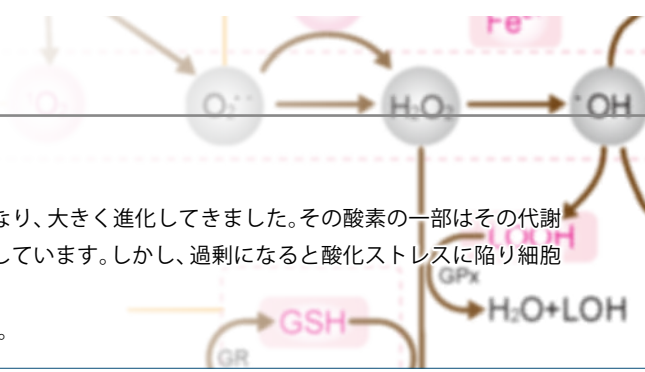 Fe
O₂˙⁻
H₂O₂
˙OH
なり、大きく進化してきました。その酸素の一部はその代謝
LOOH
しています。しかし、過剰になると酸化ストレスに陥り細胞
GPx
H₂O+LOH
GSH
。
GR